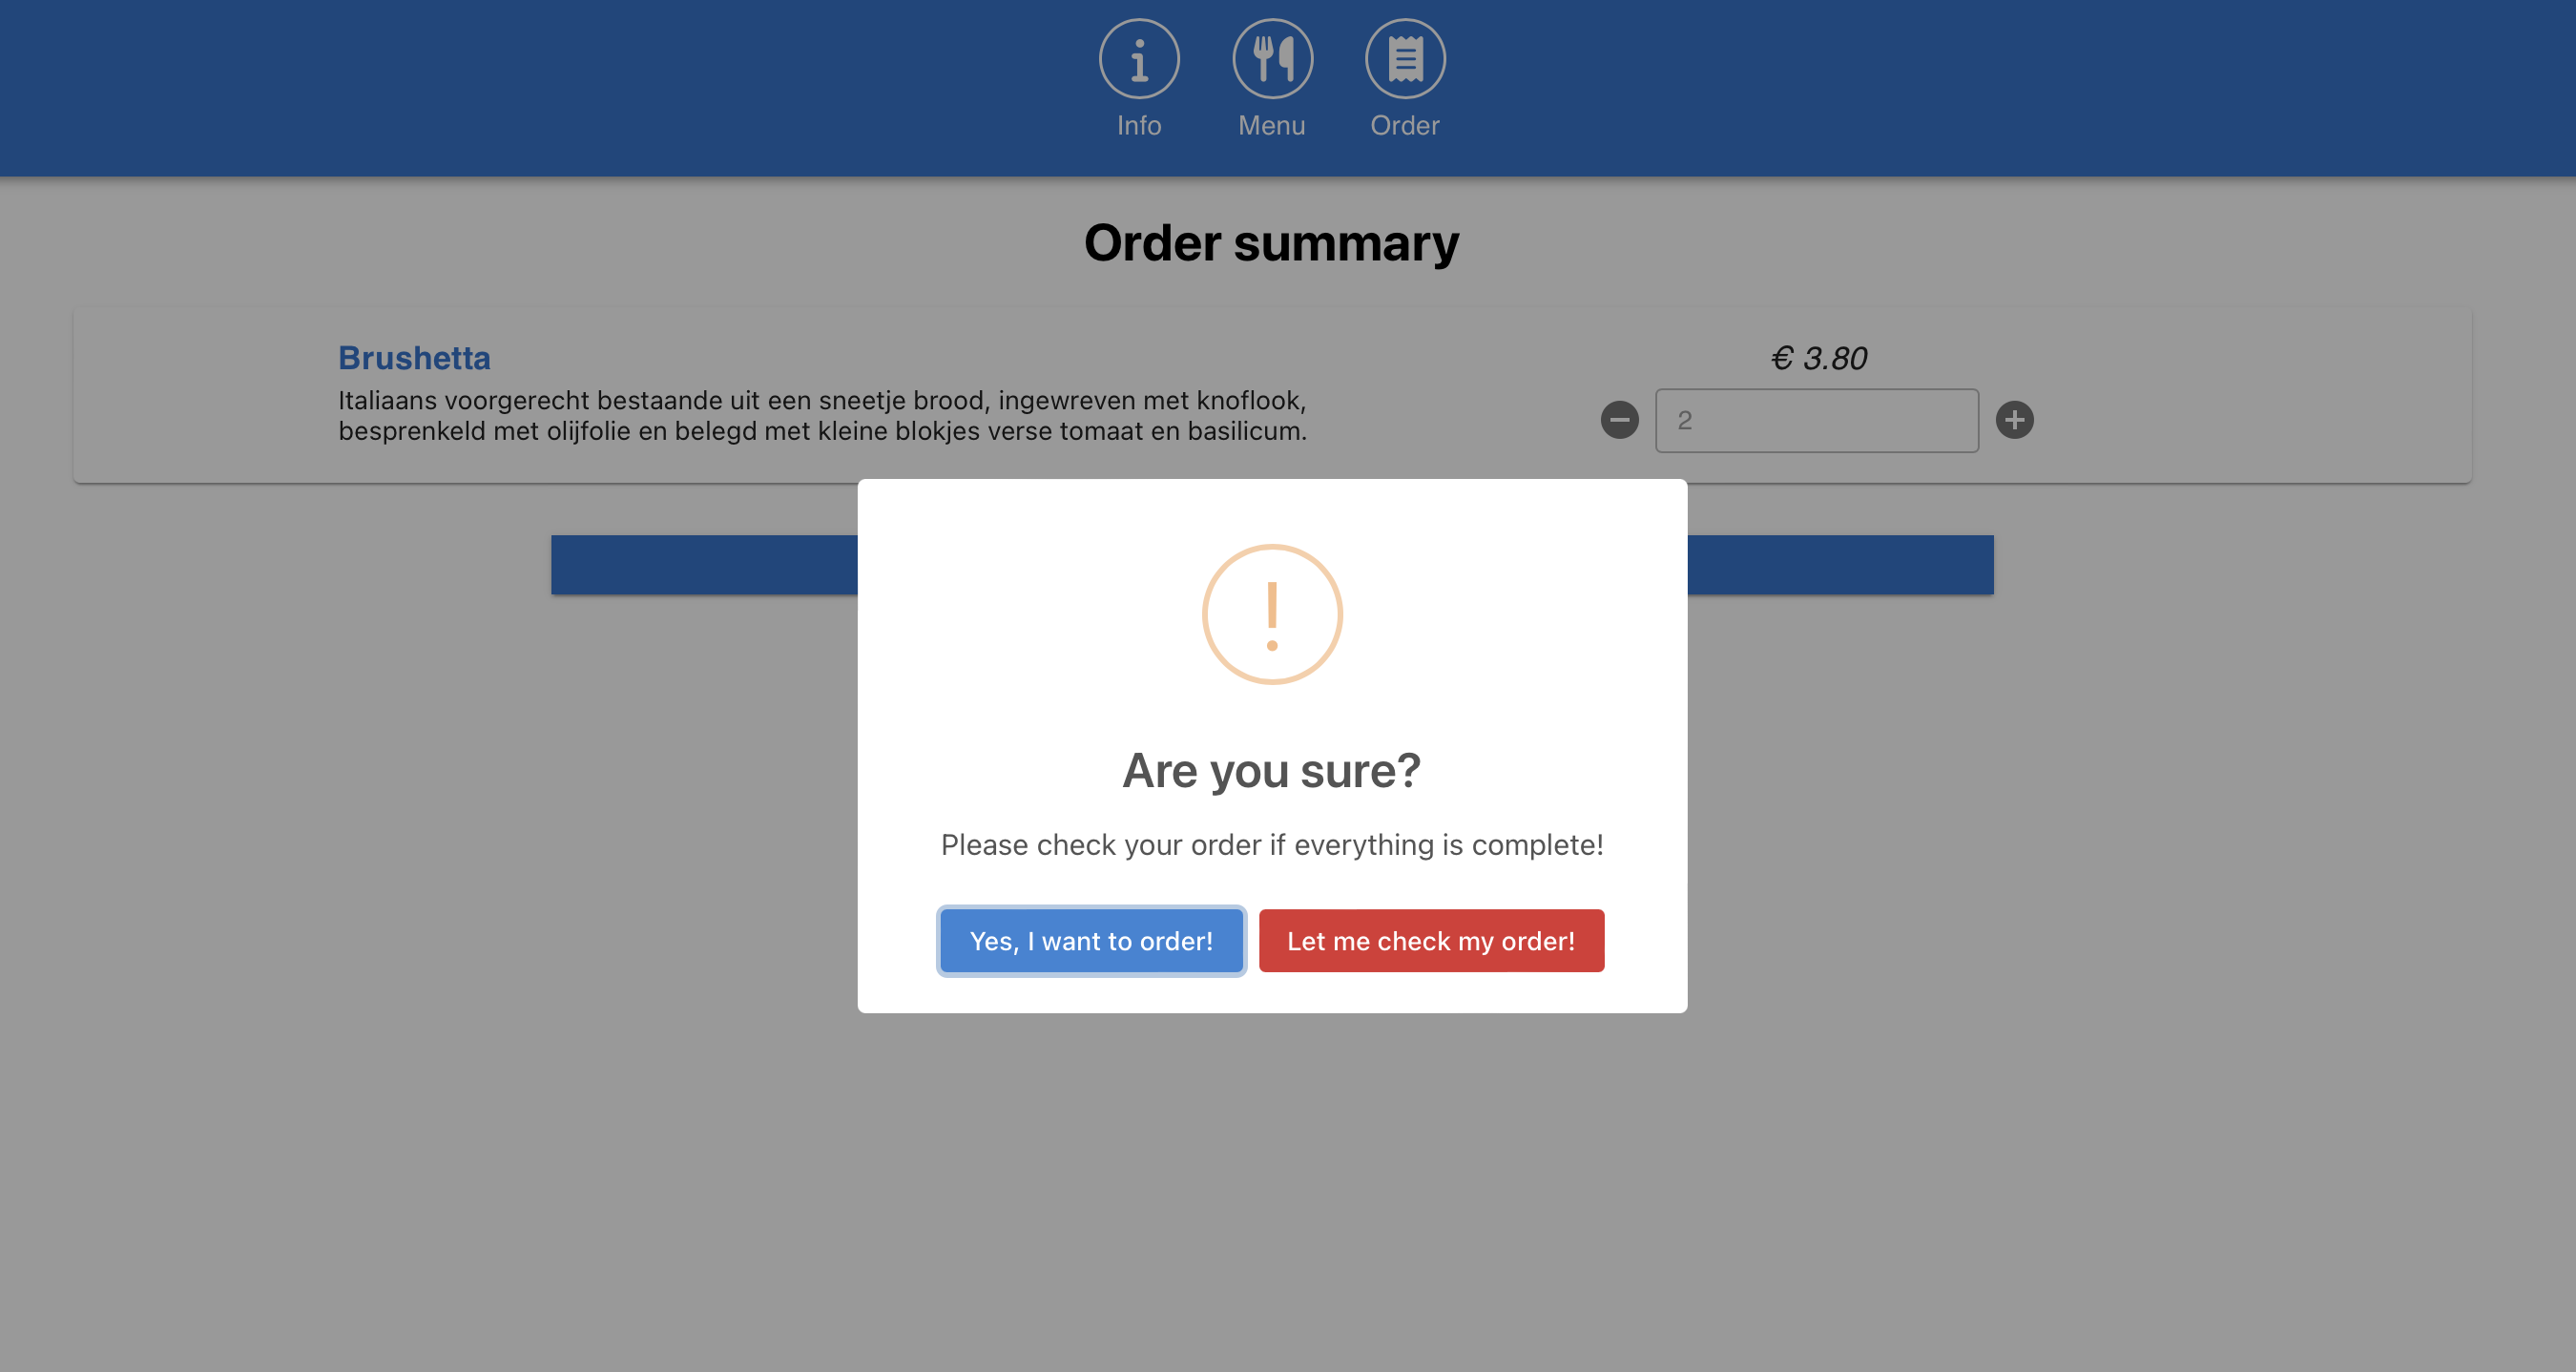 Info Menu Order
Order summary
Brushetta
€ 3.80
Italiaans voorgerecht bestaande uit een sneetje brood, ingewreven met knoflook,
besprenkeld met olijfolie en belegd met kleine blokjes verse tomaat en basilicum.
2
Are you sure?
Please check your order if everything is complete!
Yes, I want to order!
Let me check my order!